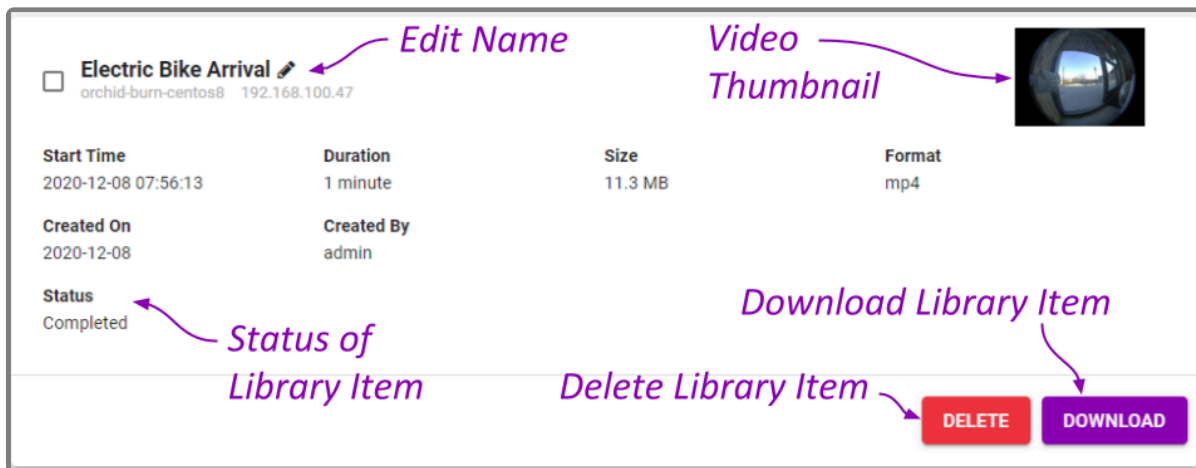 Edit Name
Video
Thumbnail
Electric Bike Arrival
orchid-burn-centos8 192.168.100.47
Start Time Duration Size Format
2020-12-08 07:56:13 1 minute 11.3 MB mp4
Created On Created By
2020-12-08 admin
Status
Completed
Status of
Library Item
Download Library Item
Delete Library Item
DELETE DOWNLOAD